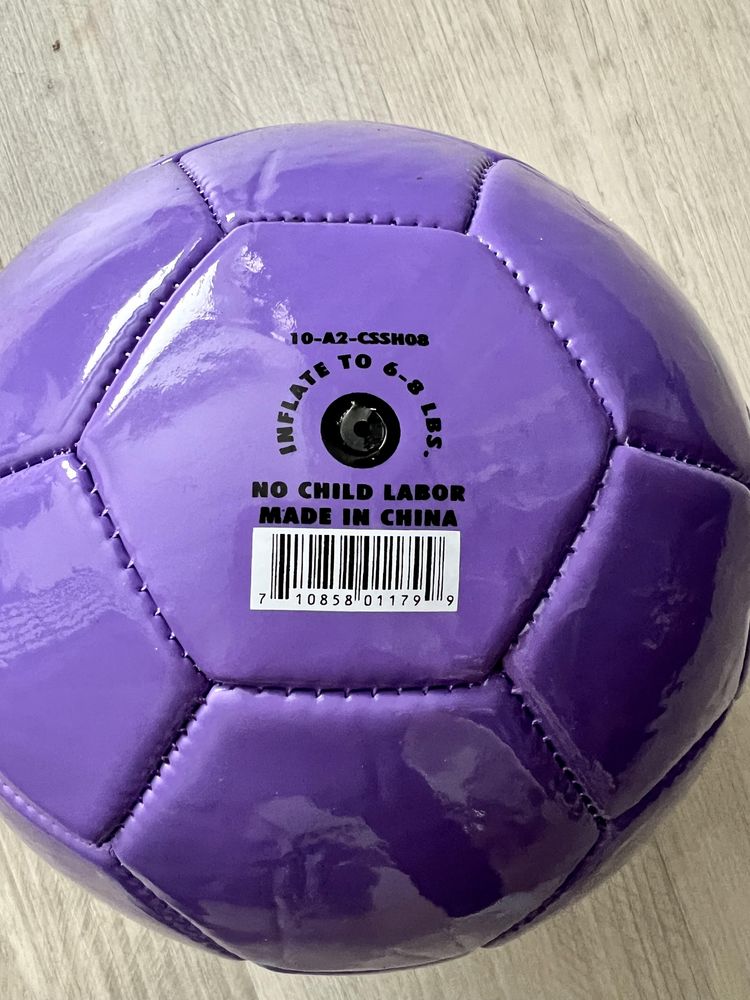 10-A2-CSSH08
INFLATE TO 6-8 LBS.
NO CHILD LABOR
MADE IN CHINA
7 10858 01179 9